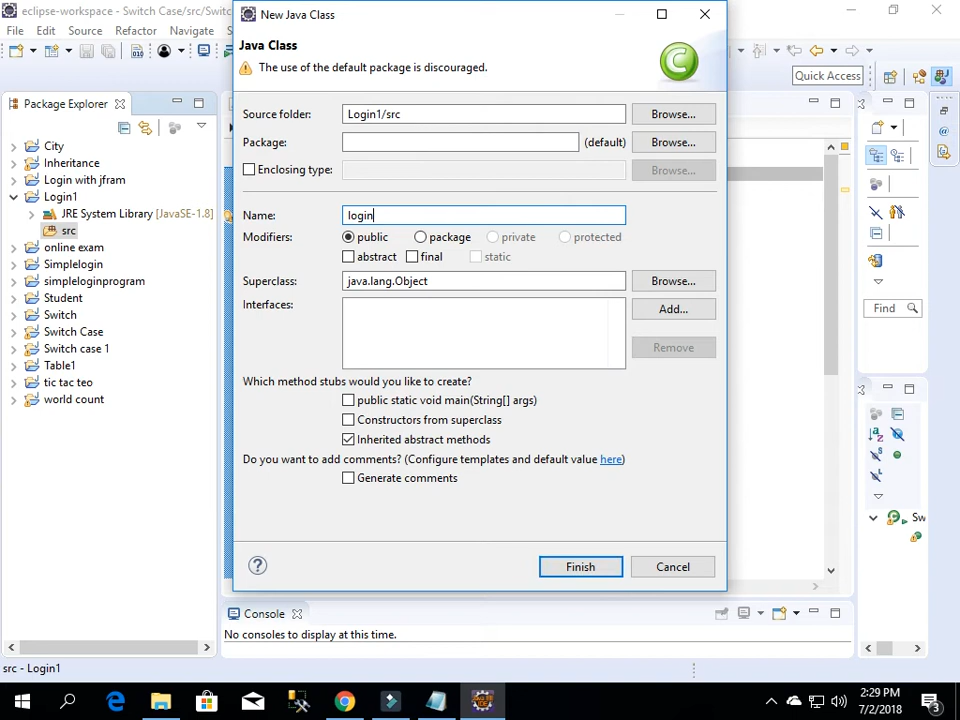 eclipse-workspace - Switch Case/src/Swit
File Edit Source Refactor Navigate
Quick Access
Package Explorer
City
Inheritance
Login with jfram
Login1
JRE System Library [JavaSE-1.8]
src
online exam
Simplelogin
simpleloginprogram
Student
Switch
Switch Case
Switch case 1
Table1
tic tac teo
world count
New Java Class
Java Class
The use of the default package is discouraged.
Source folder: Login1/src Browse...
Package: (default) Browse...
Enclosing type: Browse...
Name: login
Modifiers: public package private protected
abstract final static
Superclass: java.lang.Object Browse...
Interfaces: Add...
Remove
Which method stubs would you like to create?
public static void main(String[] args)
Constructors from superclass
Inherited abstract methods
Do you want to add comments? (Configure templates and default value here)
Generate comments
Finish Cancel
Find
Sw
Console
No consoles to display at this time.
src - Login1
2:29 PM
7/2/2018
3